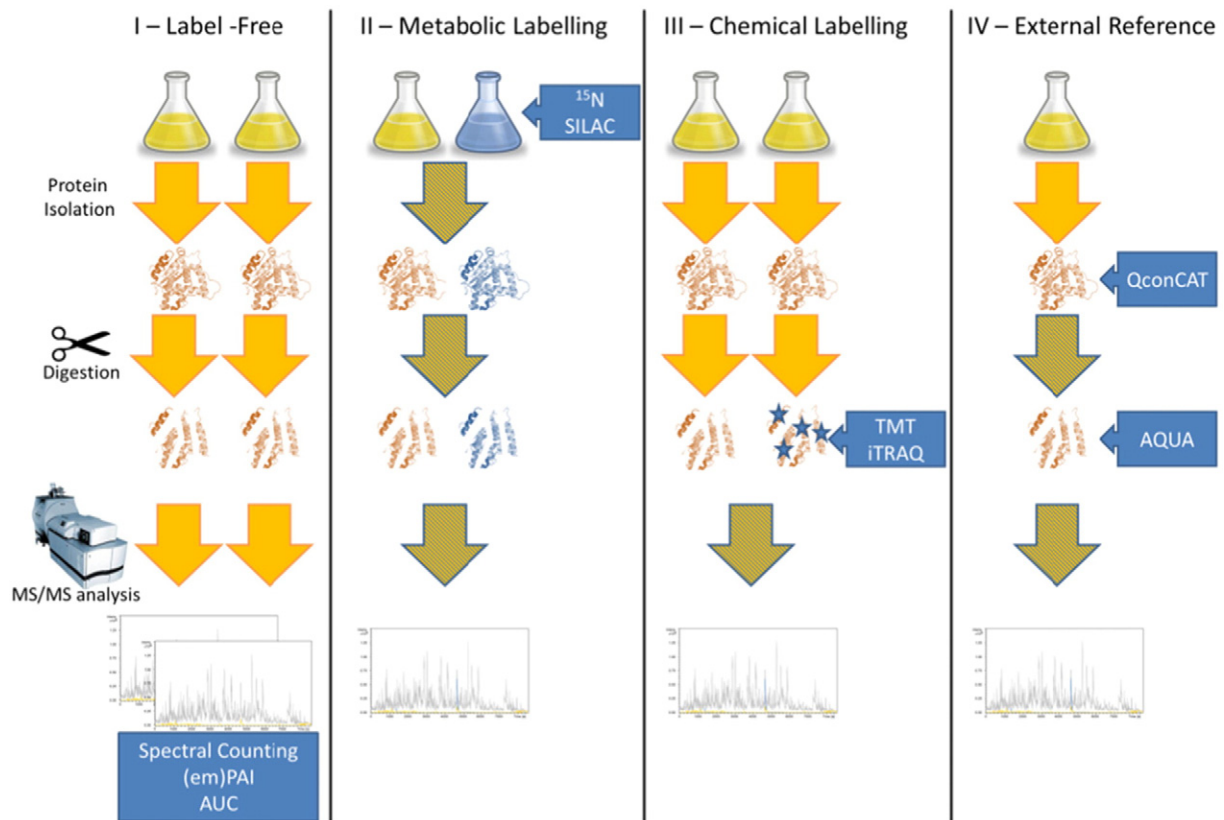 I – Label -Free
II – Metabolic Labelling
III – Chemical Labelling
IV – External Reference
¹⁵N
SILAC
Protein
Isolation
QconCAT
Digestion
TMT
iTRAQ
AQUA
MS/MS analysis
Spectral Counting
(em)PAI
AUC